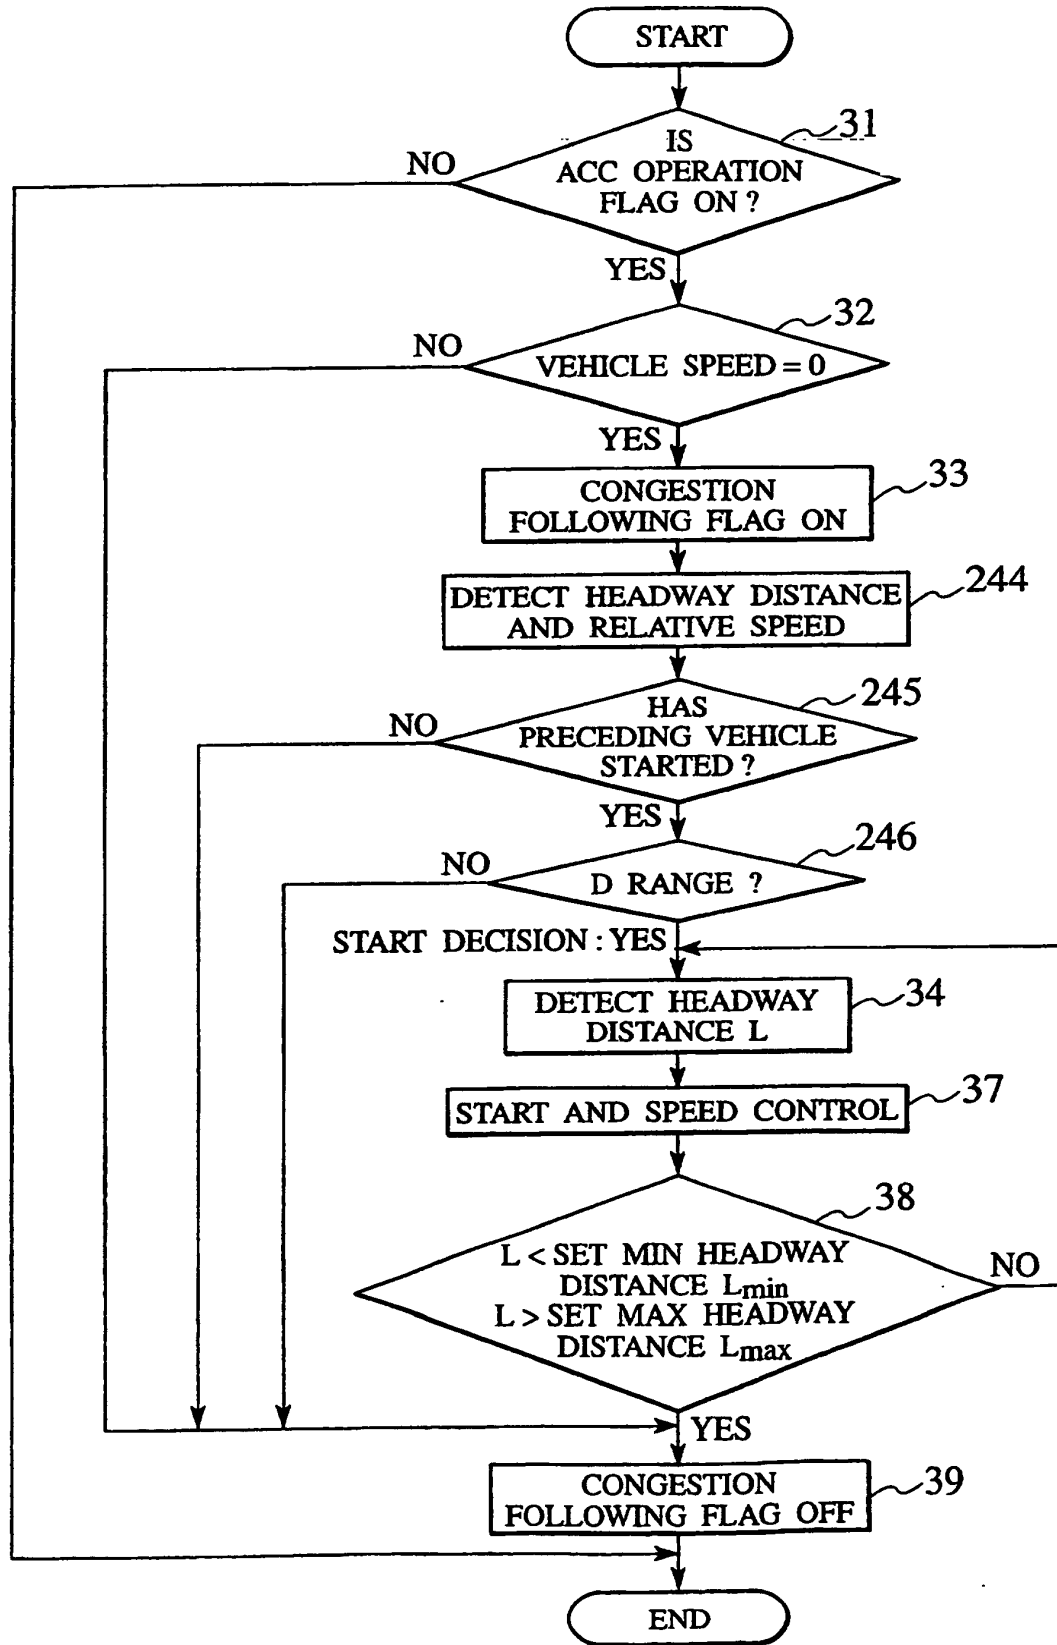 START
31
IS
ACC OPERATION
FLAG ON ?
NO
YES
32
NO
VEHICLE SPEED = 0
YES
33
CONGESTION
FOLLOWING FLAG ON
244
DETECT HEADWAY DISTANCE
AND RELATIVE SPEED
245
HAS
PRECEDING VEHICLE
STARTED ?
NO
YES
246
NO
D RANGE ?
START DECISION : YES
34
DETECT HEADWAY
DISTANCE L
37
START AND SPEED CONTROL
38
L < SET MIN HEADWAY
DISTANCE Lmin
L > SET MAX HEADWAY
DISTANCE Lmax
NO
YES
39
CONGESTION
FOLLOWING FLAG OFF
END